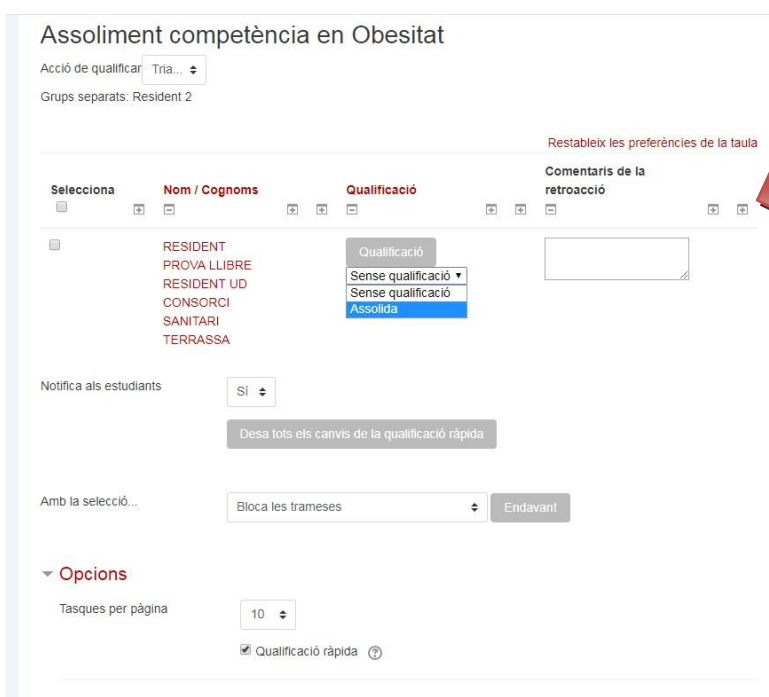 Assoliment competència en Obesitat
Acció de qualificar Tria...
Grups separats: Resident 2
Restableix les preferències de la taula
Selecciona Nom / Cognoms Qualificació Comentaris de la
retroacció
RESIDENT Qualificació
PROVA LLIBRE Sense qualificació
RESIDENT UD Sense qualificació
CONSORCI Assolida
SANITARI
TERRASSA
Notifica als estudiants Sí
Desa tots els canvis de la qualificació ràpida
Amb la selecció... Bloca les trameses Endavant
Opcions
Tasques per pàgina 10
Qualificació ràpida ?